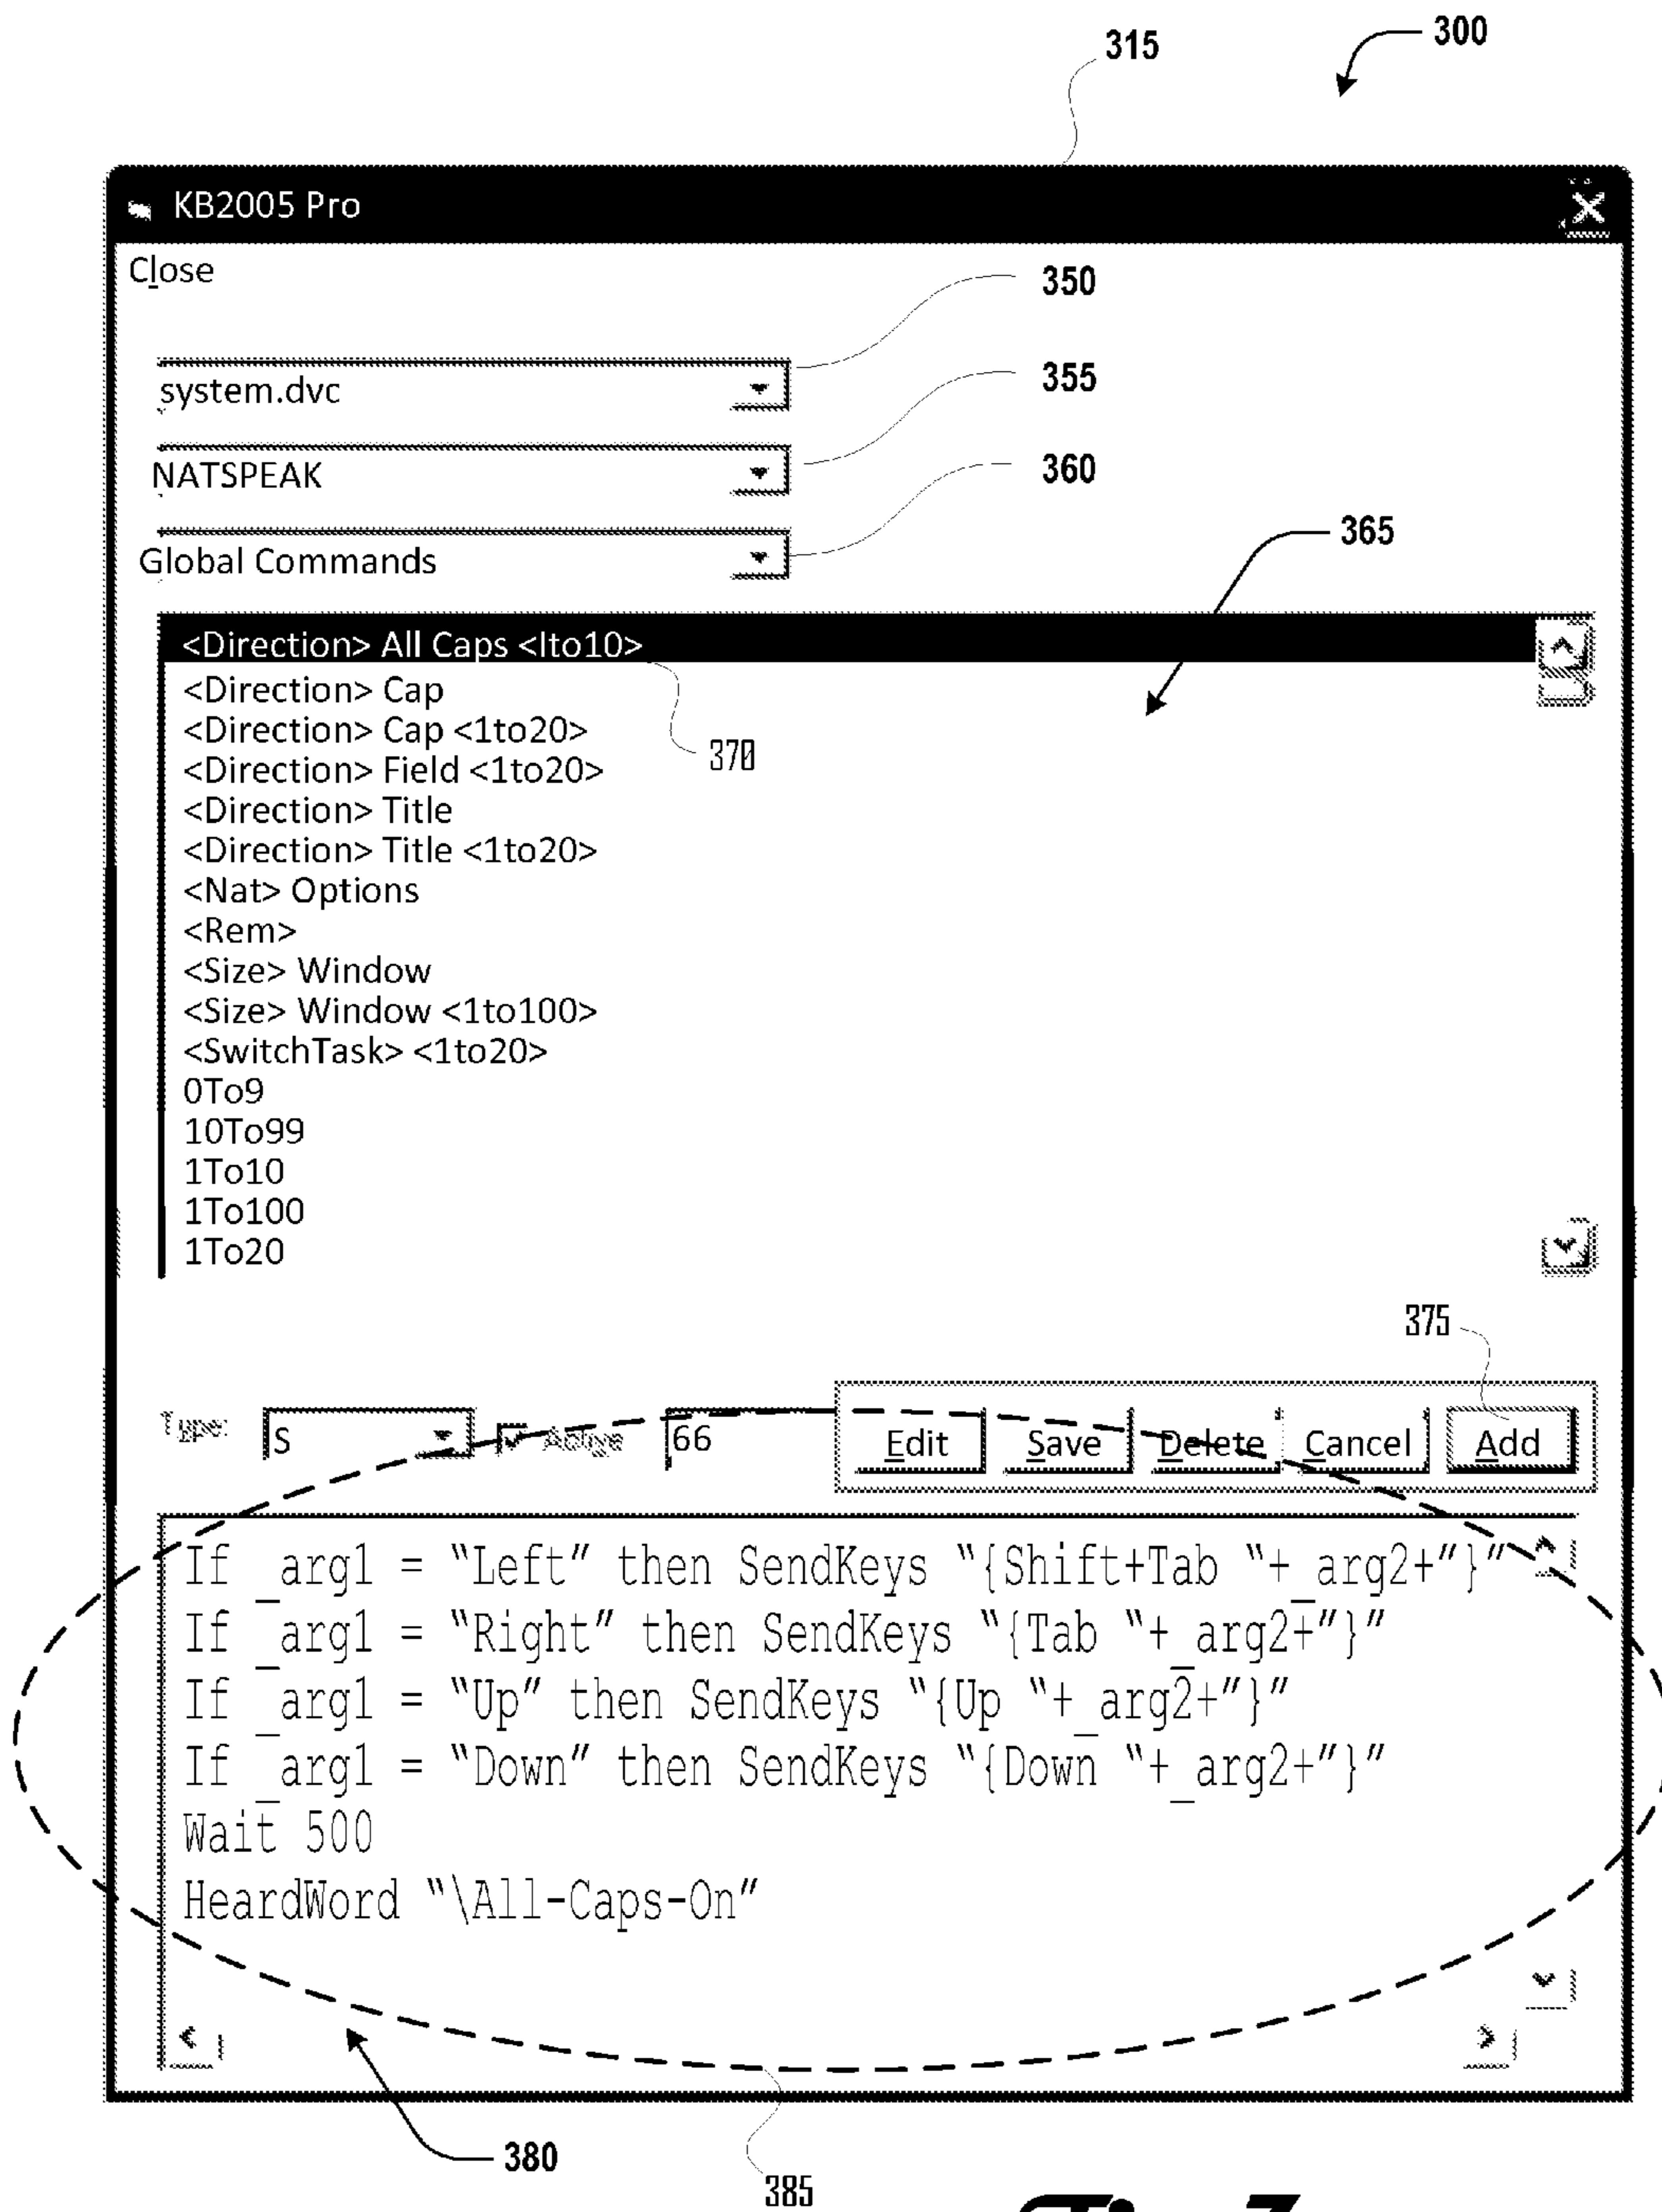 300
315
KB2005 Pro
Close
350
system.dvc
355
NATSPEAK
360
Global Commands
365
<Direction> All Caps <Ito10>
<Direction> Cap
<Direction> Cap <1to20>
370
<Direction> Field <1to20>
<Direction> Title
<Direction> Title <1to20>
<Nat> Options
<Rem>
<Size> Window
<Size> Window <1to100>
<SwitchTask> <1to20>
0To9
10To99
1To10
1To100
1To20
375
Type: S Active 66 Edit Save Delete Cancel Add
If _arg1 = “Left” then SendKeys “{Shift+Tab “+_arg2+”}”
If _arg1 = “Right” then SendKeys “{Tab “+_arg2+”}”
If _arg1 = “Up” then SendKeys “{Up “+_arg2+”}”
If _arg1 = “Down” then SendKeys “{Down “+_arg2+”}”
Wait 500
HeardWord “\All-Caps-On”
380
385